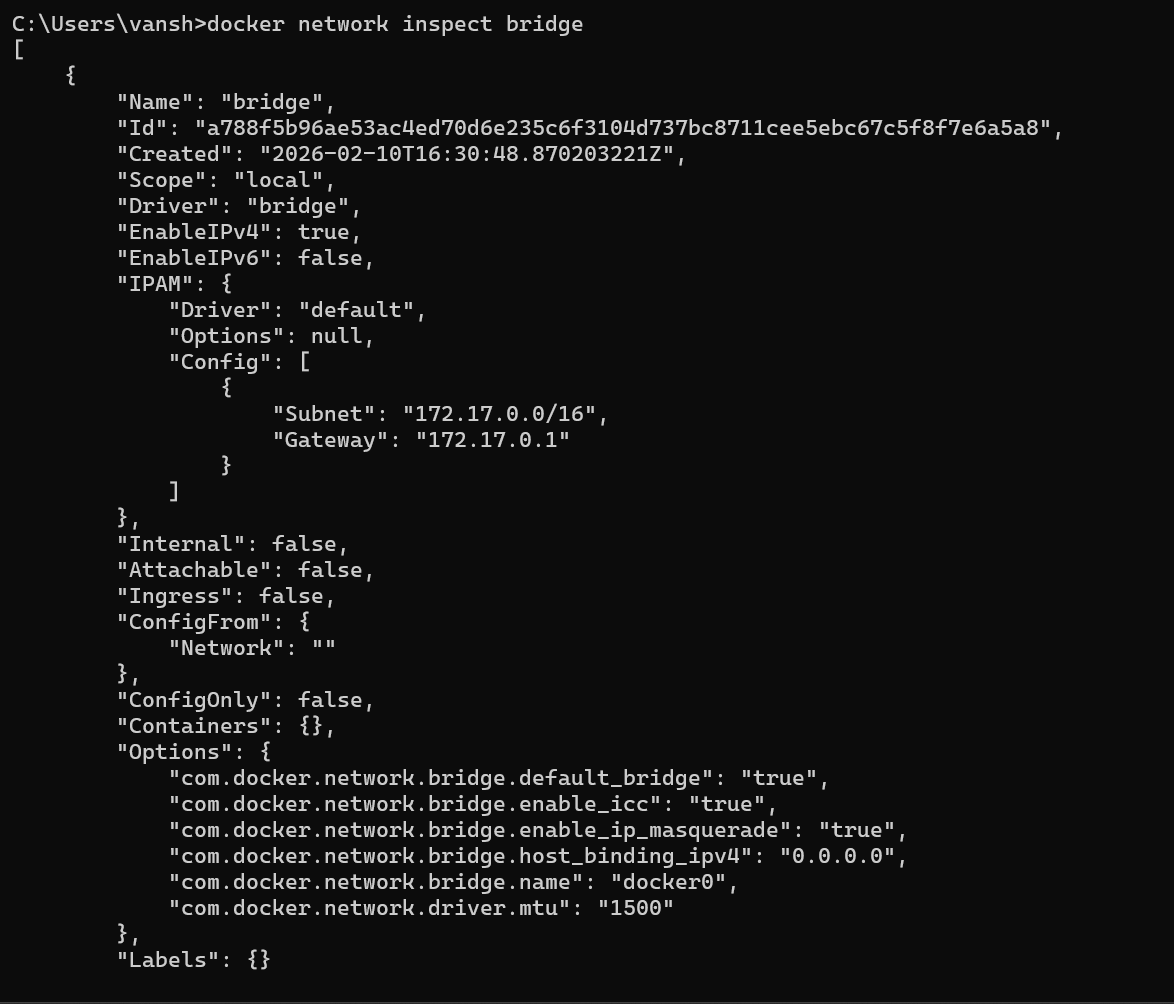 C:\Users\vansh>docker network inspect bridge
[
    {
        "Name": "bridge",
        "Id": "a788f5b96ae53ac4ed70d6e235c6f3104d737bc8711cee5ebc67c5f8f7e6a5a8",
        "Created": "2026-02-10T16:30:48.870203221Z",
        "Scope": "local",
        "Driver": "bridge",
        "EnableIPv4": true,
        "EnableIPv6": false,
        "IPAM": {
            "Driver": "default",
            "Options": null,
            "Config": [
                {
                    "Subnet": "172.17.0.0/16",
                    "Gateway": "172.17.0.1"
                }
            ]
        },
        "Internal": false,
        "Attachable": false,
        "Ingress": false,
        "ConfigFrom": {
            "Network": ""
        },
        "ConfigOnly": false,
        "Containers": {},
        "Options": {
            "com.docker.network.bridge.default_bridge": "true",
            "com.docker.network.bridge.enable_icc": "true",
            "com.docker.network.bridge.enable_ip_masquerade": "true",
            "com.docker.network.bridge.host_binding_ipv4": "0.0.0.0",
            "com.docker.network.bridge.name": "docker0",
            "com.docker.network.driver.mtu": "1500"
        },
        "Labels": {}